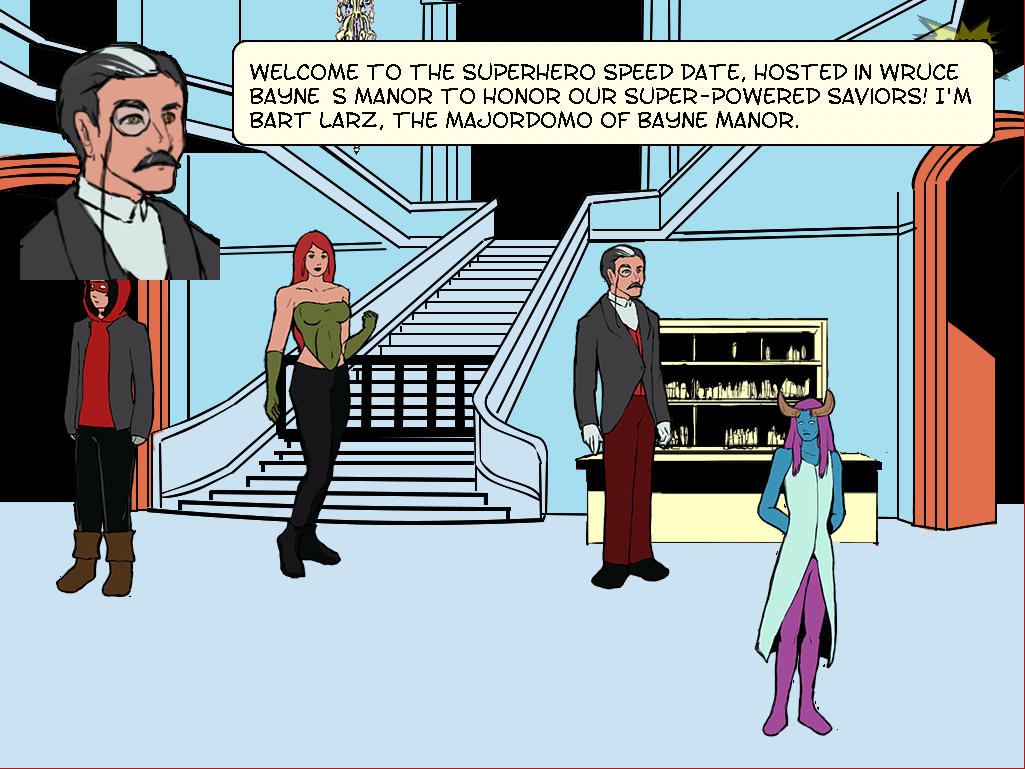 WELCOME TO THE SUPERHERO SPEED DATE, HOSTED IN WRUCE
BAYNE S MANOR TO HONOR OUR SUPER-POWERED SAVIORS! I'M
BART LARZ, THE MAJORDOMO OF BAYNE MANOR.